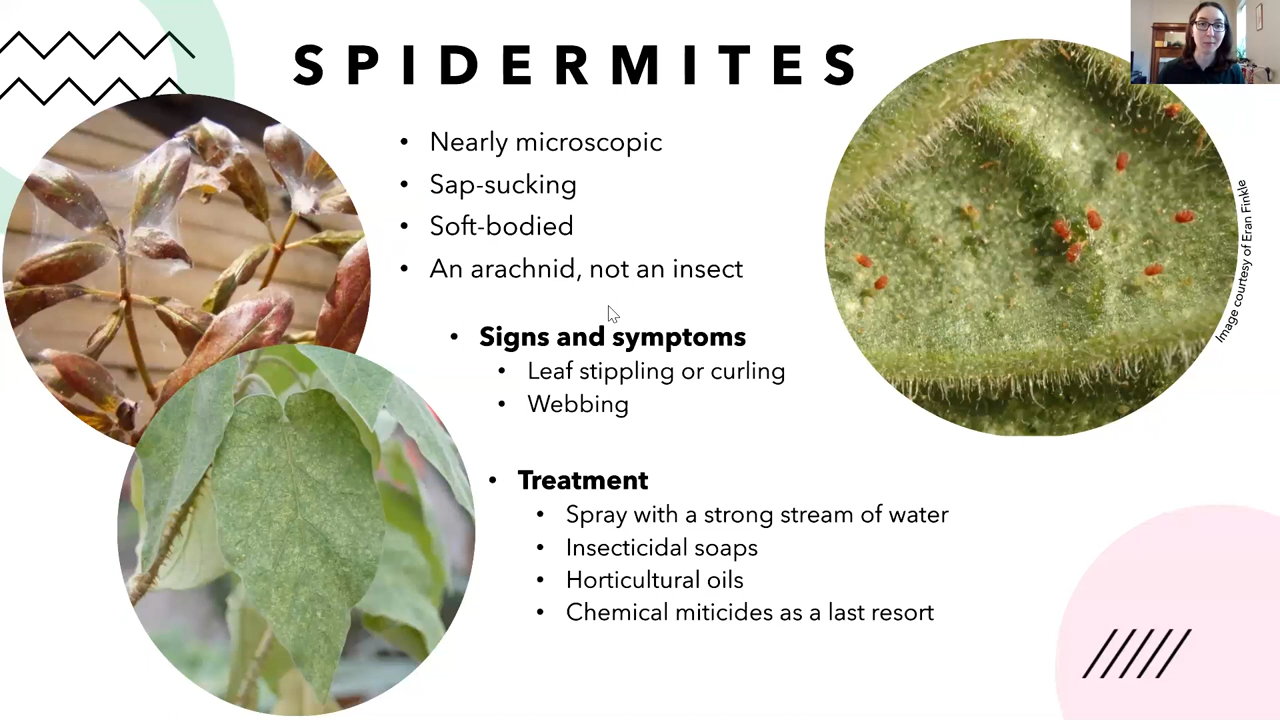 SPIDERMITES
• Nearly microscopic
• Sap-sucking
• Soft-bodied
• An arachnid, not an insect
• Signs and symptoms
• Leaf stippling or curling
• Webbing
• Treatment
• Spray with a strong stream of water
• Insecticidal soaps
• Horticultural oils
• Chemical miticides as a last resort
Image courtesy of Eran Finkle